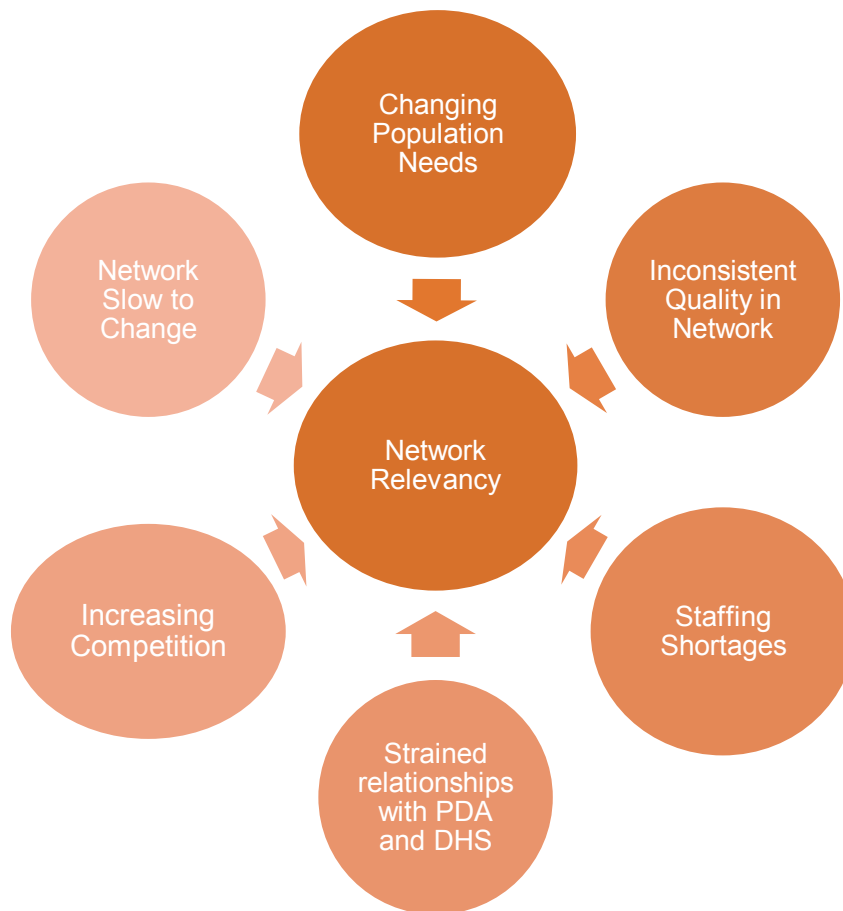 Changing
Population
Needs
Network
Slow to
Change
Inconsistent
Quality in
Network
Network
Relevancy
Increasing
Competition
Staffing
Shortages
Strained
relationships
with PDA
and DHS